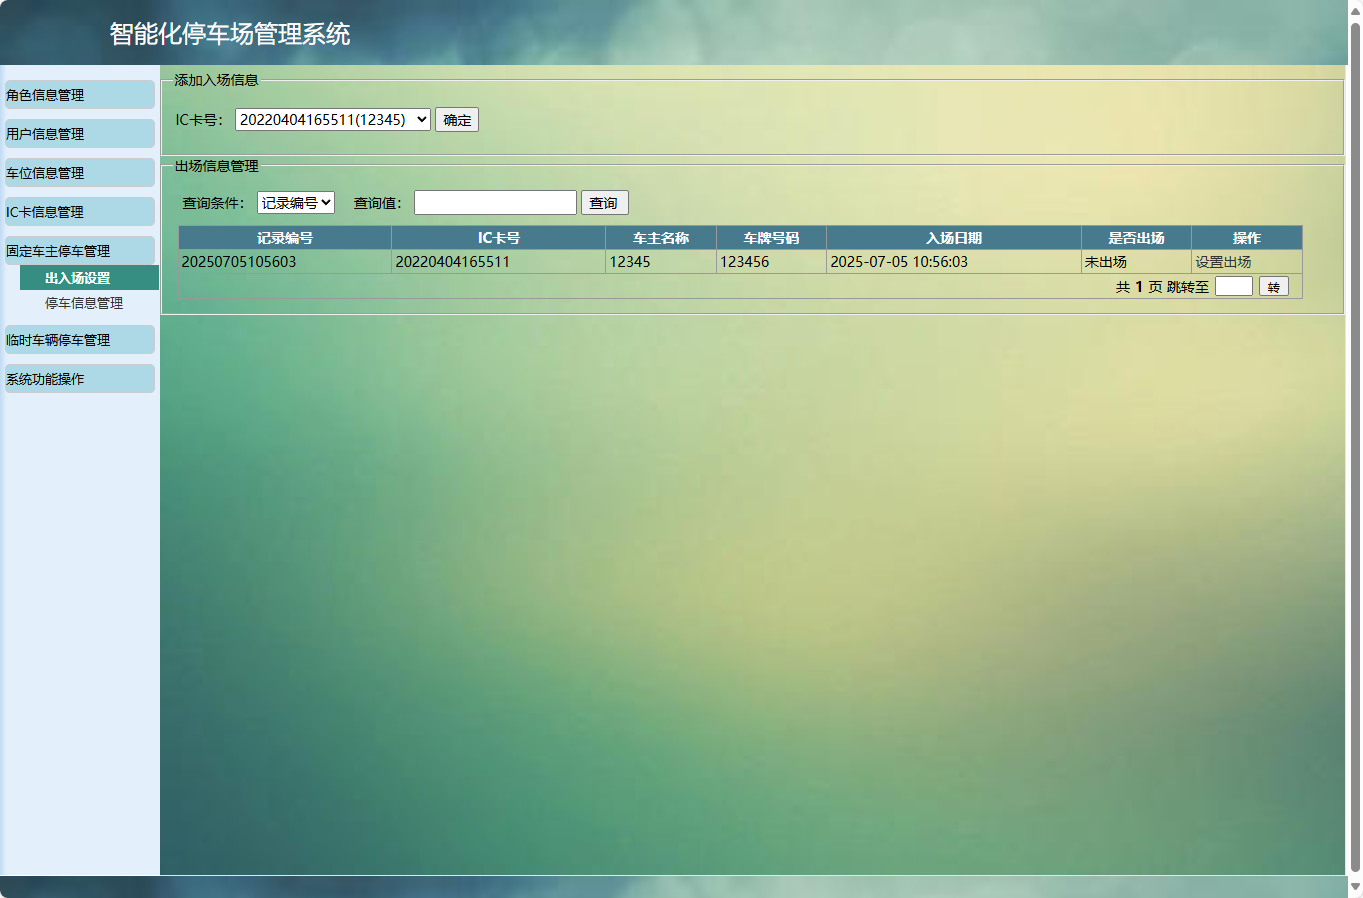 智能化停车场管理系统
角色信息管理
用户信息管理
车位信息管理
IC卡信息管理
固定车主停车管理
出入场设置
停车信息管理
临时车辆停车管理
系统功能操作
添加入场信息
IC卡号： 20220404165511(12345) 确定
出场信息管理
查询条件： 记录编号 查询值： 查询
记录编号 IC卡号 车主名称 车牌号码 入场日期 是否出场 操作
20250705105603 20220404165511 12345 123456 2025-07-05 10:56:03 未出场 设置出场
共 1 页 跳转至 转